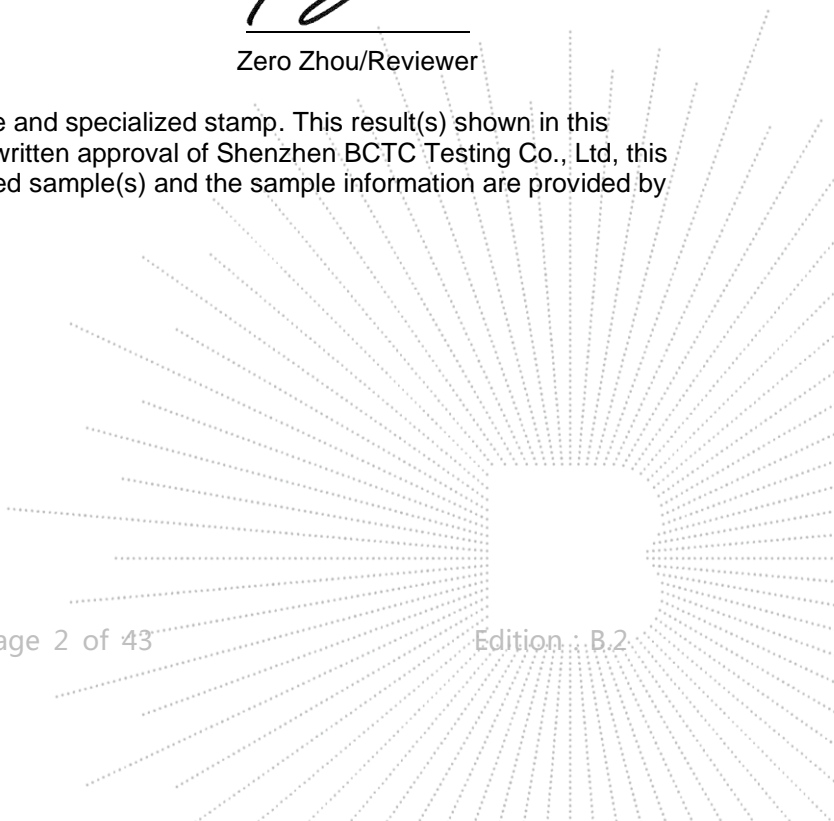 Zero Zhou/Reviewer
e and specialized stamp. This result(s) shown in this
written approval of Shenzhen BCTC Testing Co., Ltd, this
ed sample(s) and the sample information are provided by
age 2 of 43 Edition : B.2